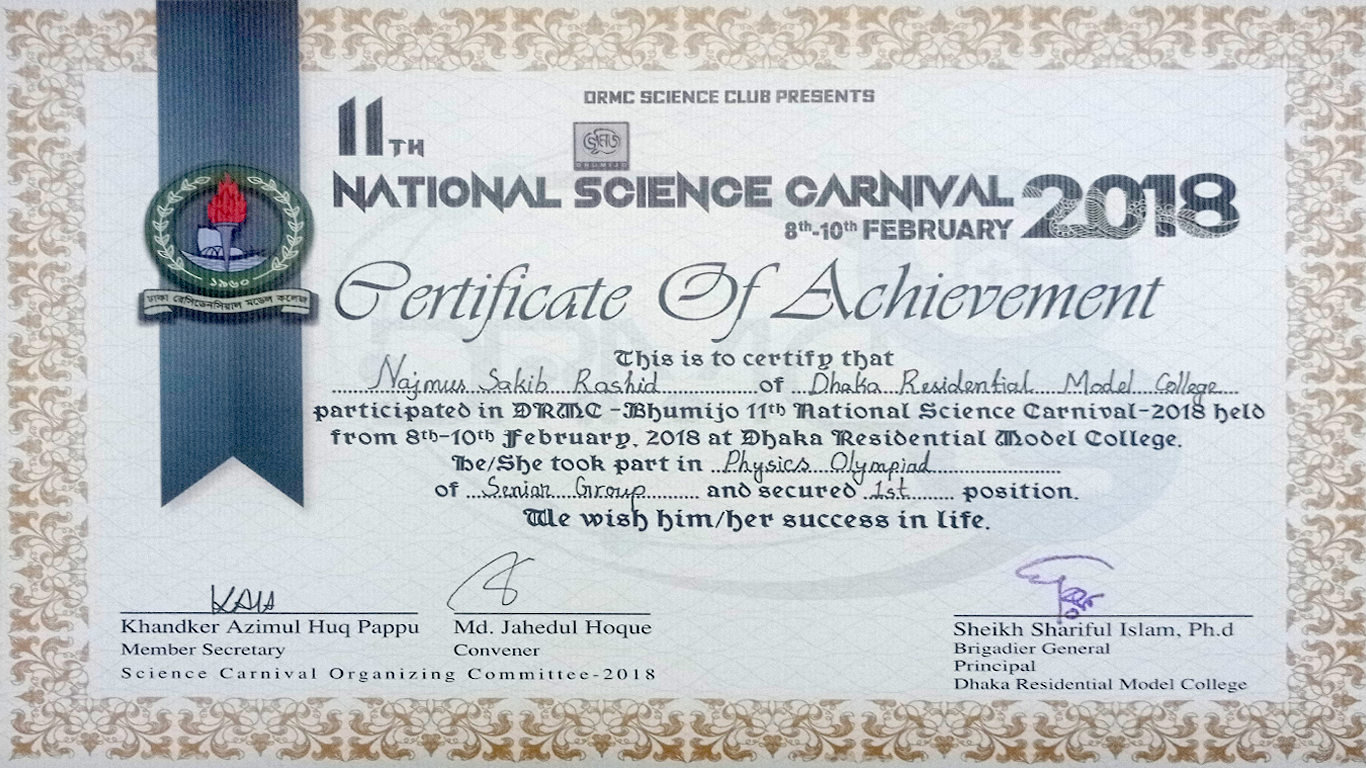 DRMC SCIENCE CLUB PRESENTS
11TH
BHUMIJO
NATIONAL SCIENCE CARNIVAL 2018
8th-10th FEBRUARY
১৯৬০
ঢাকা রেসিডেনসিয়াল মডেল কলেজ
Certificate Of Achievement
This is to certify that
Najmus Sakib Rashid of Dhaka Residential Model College
participated in DRMC -Bhumijo 11th National Science Carnival-2018 held
from 8th-10th February, 2018 at Dhaka Residential Model College.
He/She took part in Physics Olympiad
of Senior Group and secured 1st position.
We wish him/her success in life.
Khandker Azimul Huq Pappu
Member Secretary
Md. Jahedul Hoque
Convener
Science Carnival Organizing Committee-2018
Sheikh Shariful Islam, Ph.d
Brigadier General
Principal
Dhaka Residential Model College